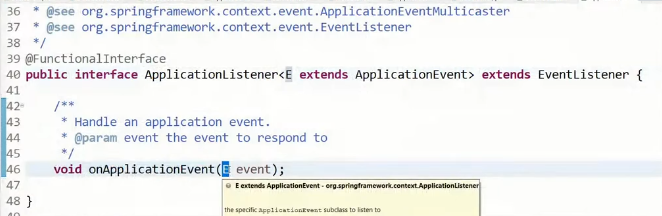 36 * @see org.springframework.context.event.ApplicationEventMulticaster
37 * @see org.springframework.context.event.EventListener
38 */
39 @FunctionalInterface
40 public interface ApplicationListener<E extends ApplicationEvent> extends EventListener {
41
42 /**
43 * Handle an application event.
44 * @param event the event to respond to
45 */
46 void onApplicationEvent(E event);
47
E extends ApplicationEvent - org.springframework.context.ApplicationListener
48 }
the specific ApplicationEvent subclass to listen to